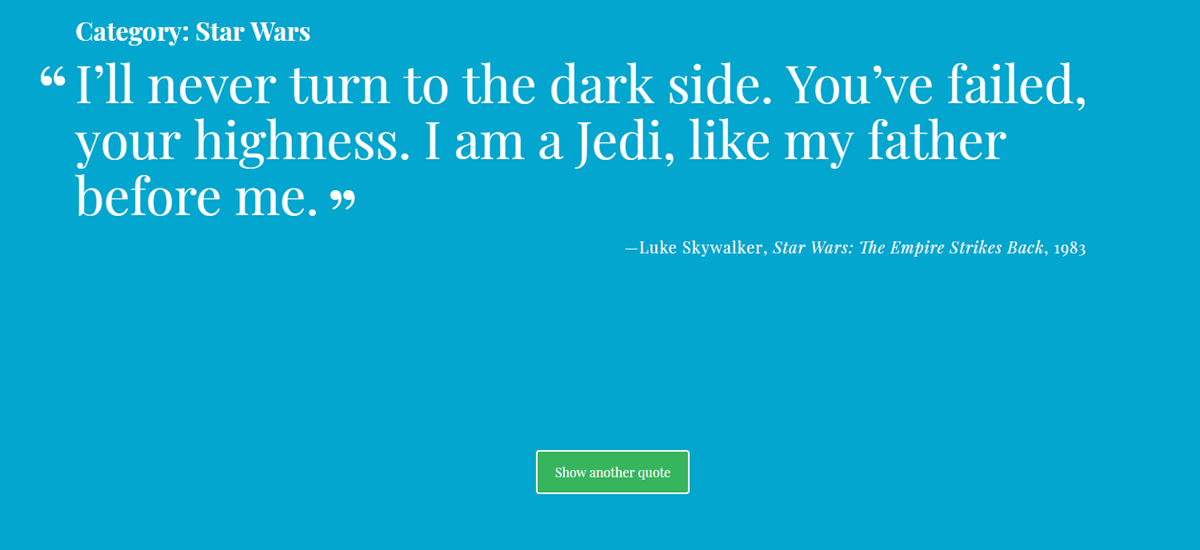 Category: Star Wars
“ I’ll never turn to the dark side. You’ve failed,
your highness. I am a Jedi, like my father
before me. ”
—Luke Skywalker, Star Wars: The Empire Strikes Back, 1983
Show another quote